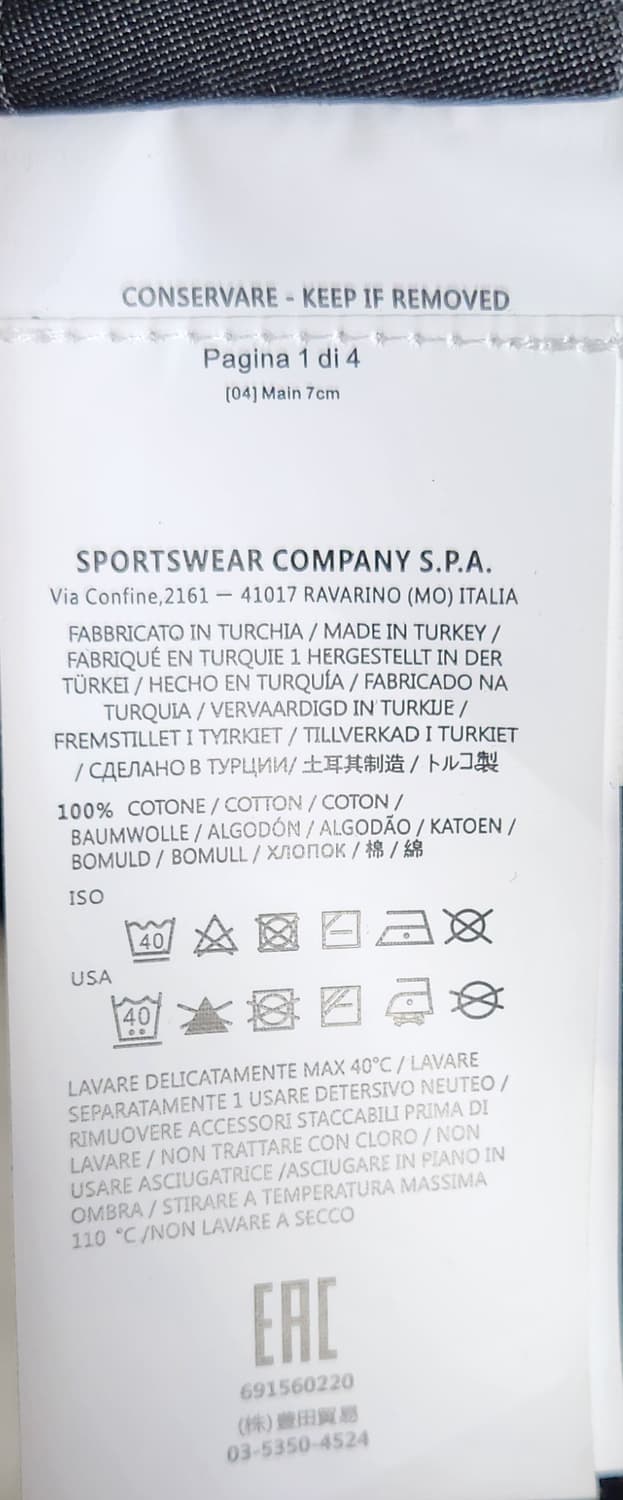 CONSERVARE - KEEP IF REMOVED
Pagina 1 di 4
[04] Main 7cm
SPORTSWEAR COMPANY S.P.A.
Via Confine,2161 — 41017 RAVARINO (MO) ITALIA
FABBRICATO IN TURCHIA / MADE IN TURKEY /
FABRIQUÉ EN TURQUIE 1 HERGESTELLT IN DER
TÜRKEI / HECHO EN TURQUÍA / FABRICADO NA
TURQUIA / VERVAARDIGD IN TURKIJE /
FREMSTILLET I TYIRKIET / TILLVERKAD I TURKIET
/ СДЕЛАНО В ТУРЦИИ/ 土耳其制造 / トルコ製
100% COTONE / COTTON / COTON /
BAUMWOLLE / ALGODÓN / ALGODÃO / KATOEN /
BOMULD / BOMULL / ХЛОПОК / 棉 / 綿
ISO
40
USA
40
LAVARE DELICATAMENTE MAX 40°C / LAVARE
SEPARATAMENTE 1 USARE DETERSIVO NEUTEO /
RIMUOVERE ACCESSORI STACCABILI PRIMA DI
LAVARE / NON TRATTARE CON CLORO / NON
USARE ASCIUGATRICE /ASCIUGARE IN PIANO IN
OMBRA / STIRARE A TEMPERATURA MASSIMA
110 °C /NON LAVARE A SECCO
EAC
691560220
(株) 豊田貿易
03-5350-4524